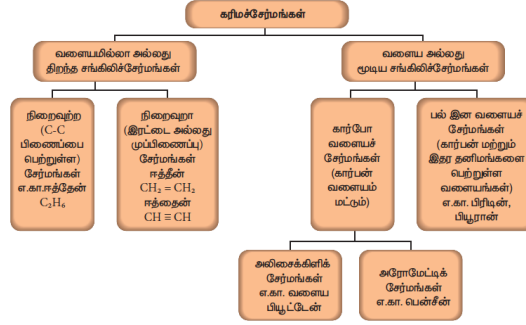 கரிமச்சேர்மங்கள்
வளையமில்லா அல்லது
திறந்த சங்கிலிச்சேர்மங்கள்
வளைய அல்லது
மூடிய சங்கிலிச்சேர்மங்கள்
நிறைவுற்ற
(C-C
பிணைப்பை
பெற்றுள்ள)
சேர்மங்கள்
எ.கா.ஈத்தேன்
C₂H₆
நிறைவுறா
(இரட்டை அல்லது
முப்பிணைப்பு)
சேர்மங்கள்
ஈத்தீன்
CH₂ = CH₂
ஈத்தைன்
CH ≡ CH
கார்போ
வளையச்
சேர்மங்கள்
(கார்பன்
வளையம்
மட்டும்)
பல் இன வளையச்
சேர்மங்கள்
(கார்பன் மற்றும்
இதர தனிமங்களை
பெற்றுள்ள
வளையங்கள்)
எ.கா. பிரிடின்,
பியூரான்
அலிசைக்கிளிக்
சேர்மங்கள்
எ.கா. வளைய
பியூட்டேன்
அரோமேட்டிக்
சேர்மங்கள்
எ.கா. பென்சீன்